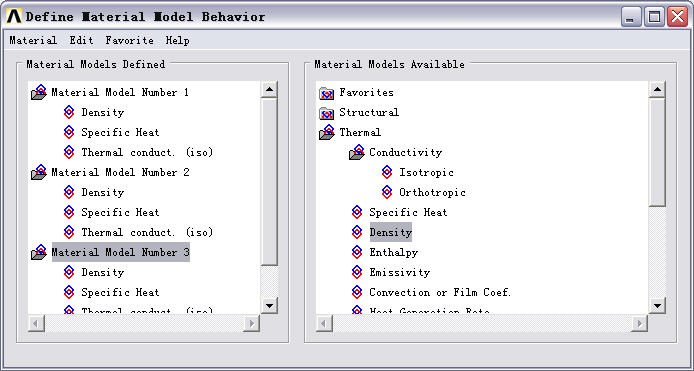 Define Material Model Behavior
Material Edit Favorite Help
Material Models Defined
Material Model Number 1
Density
Specific Heat
Thermal conduct. (iso)
Material Model Number 2
Density
Specific Heat
Thermal conduct. (iso)
Material Model Number 3
Density
Specific Heat
Thermal conduct. (iso)
Material Models Available
Favorites
Structural
Thermal
Conductivity
Isotropic
Orthotropic
Specific Heat
Density
Enthalpy
Emissivity
Convection or Film Coef.
Heat Generation Rate